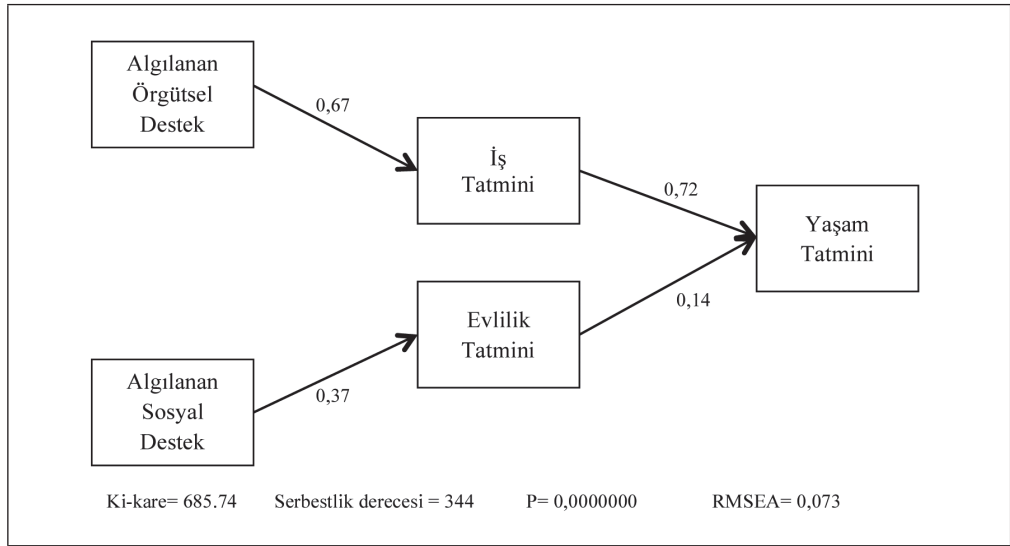 Algılanan
Örgütsel
Destek
0,67
İş
Tatmini
0,72
Yaşam
Tatmini
Evlilik
Tatmini
0,14
Algılanan
Sosyal
Destek
0,37
Ki-kare= 685.74 Serbestlik derecesi = 344 P= 0,0000000 RMSEA= 0,073